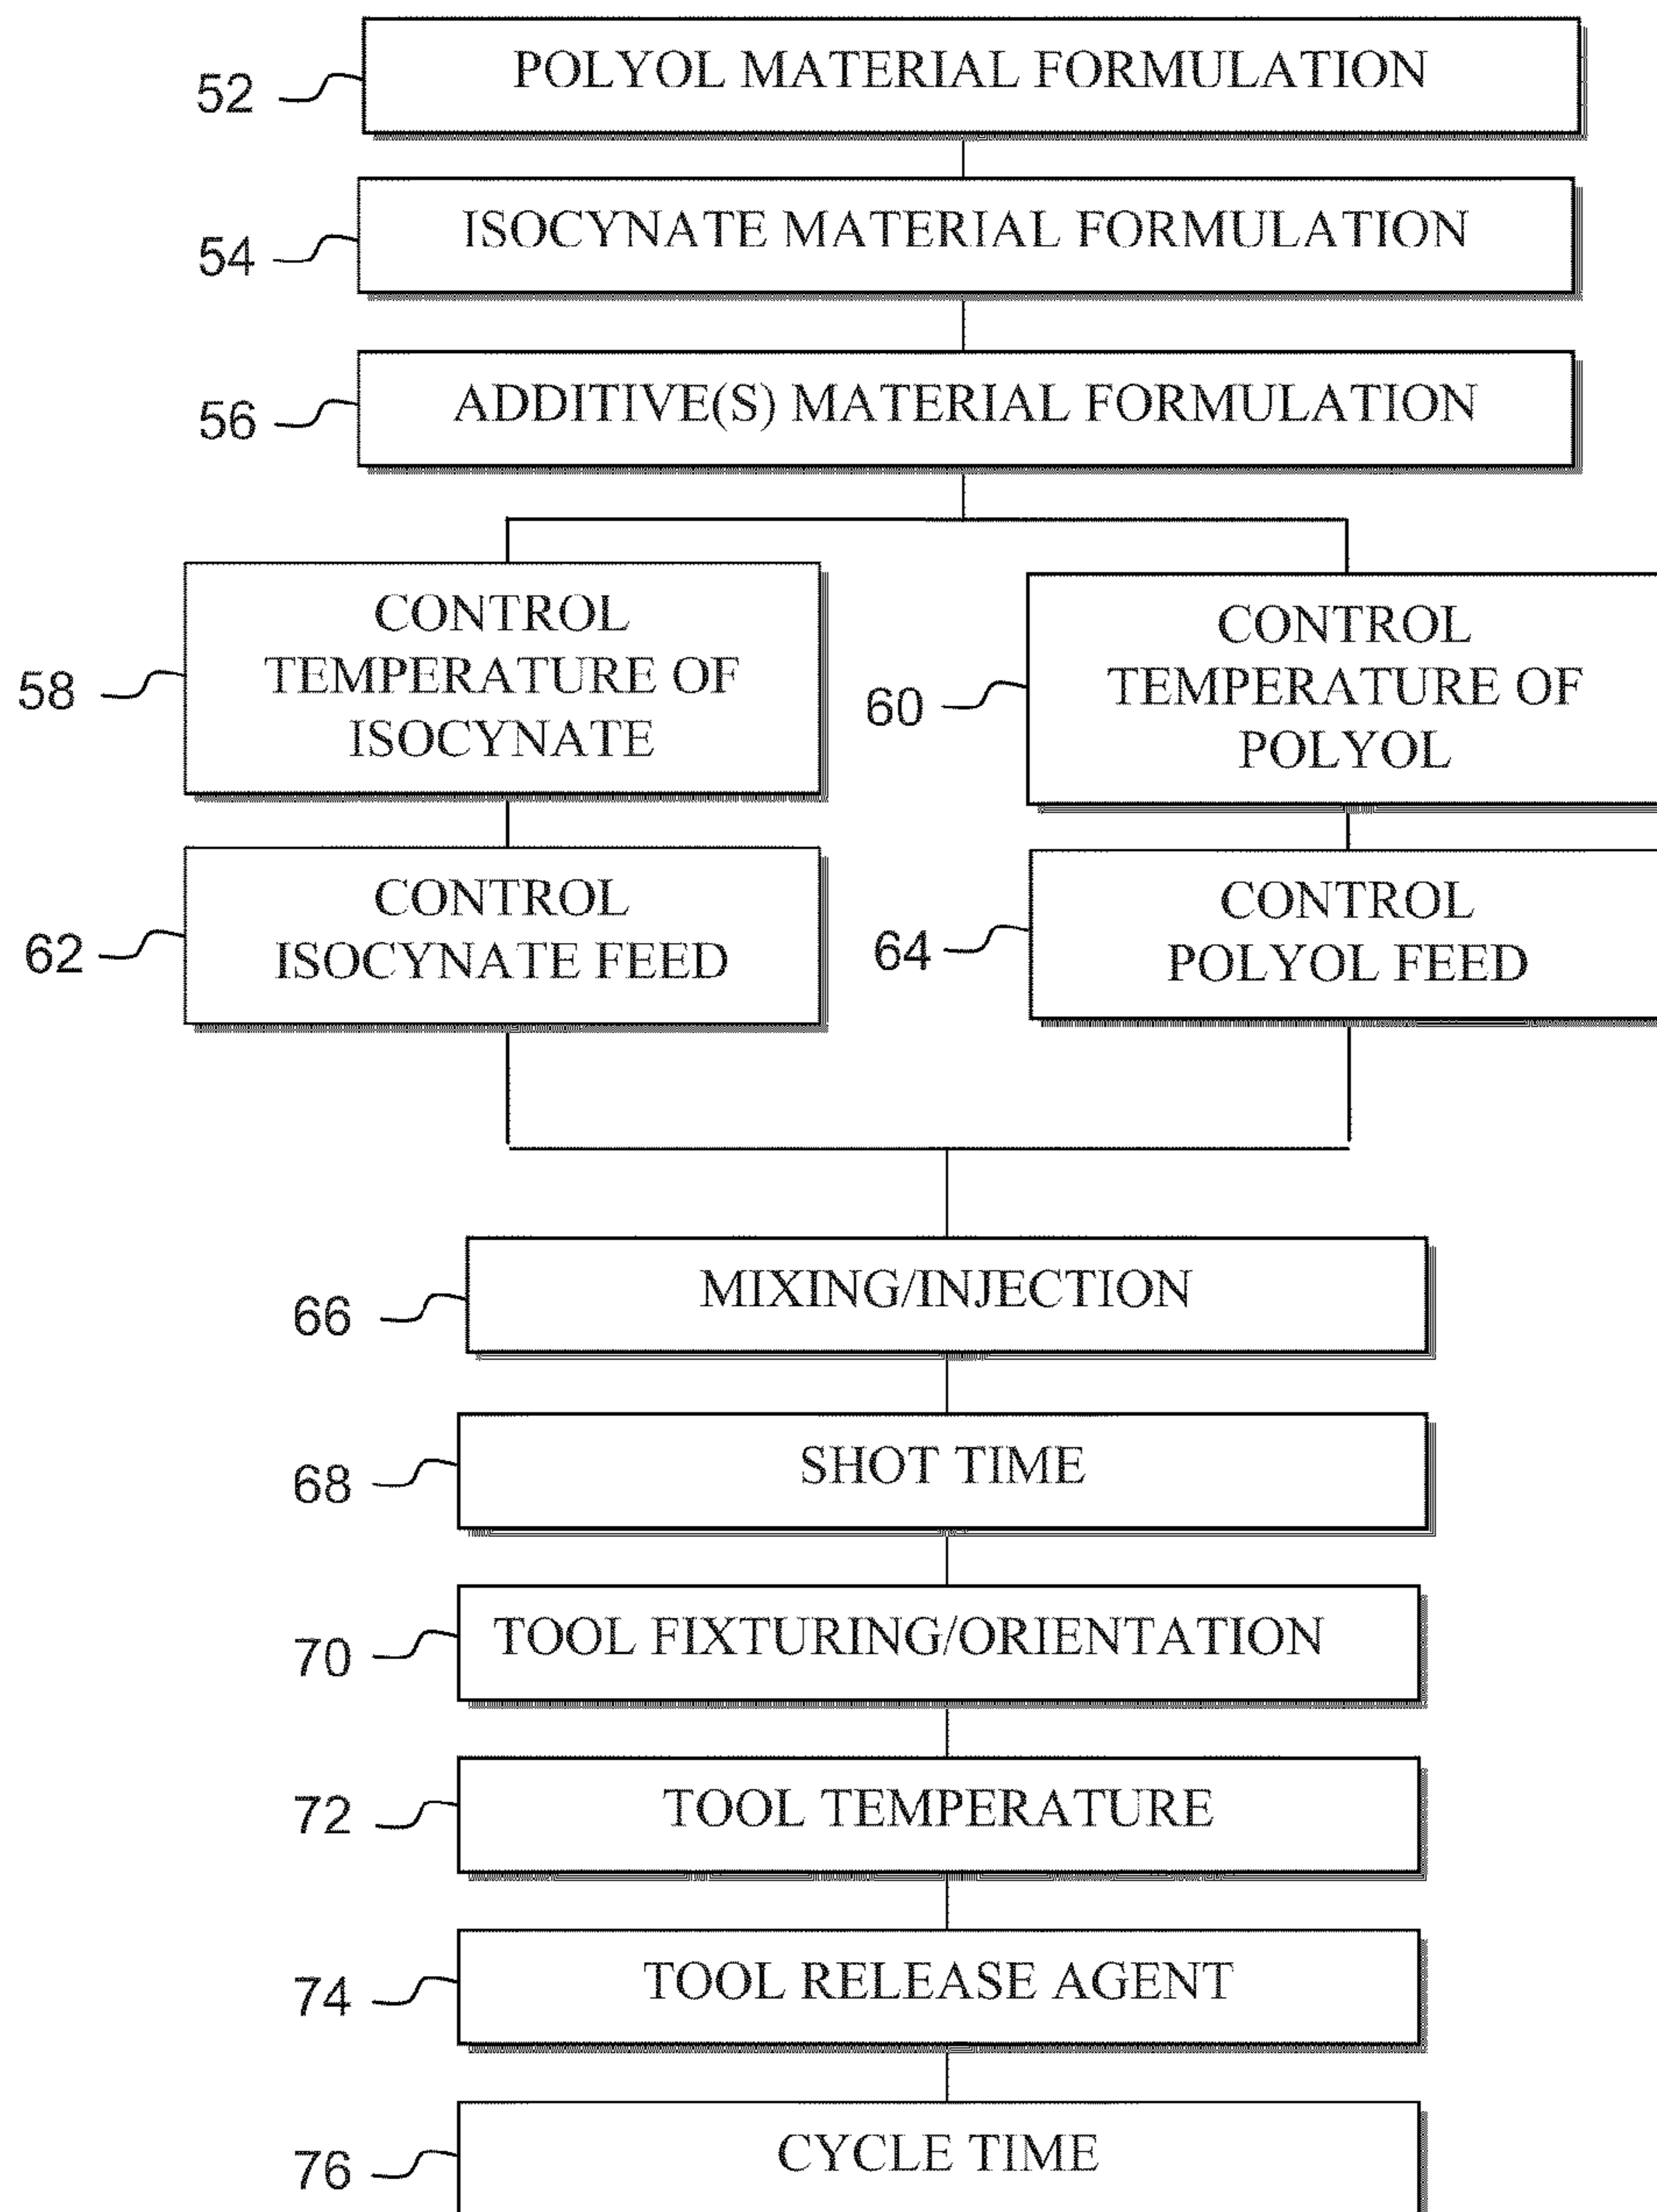 52
POLYOL MATERIAL FORMULATION
54
ISOCYNATE MATERIAL FORMULATION
56
ADDITIVE(S) MATERIAL FORMULATION
58
CONTROL
TEMPERATURE OF
ISOCYNATE
60
CONTROL
TEMPERATURE OF
POLYOL
62
CONTROL
ISOCYNATE FEED
64
CONTROL
POLYOL FEED
66
MIXING/INJECTION
68
SHOT TIME
70
TOOL FIXTURING/ORIENTATION
72
TOOL TEMPERATURE
74
TOOL RELEASE AGENT
76
CYCLE TIME